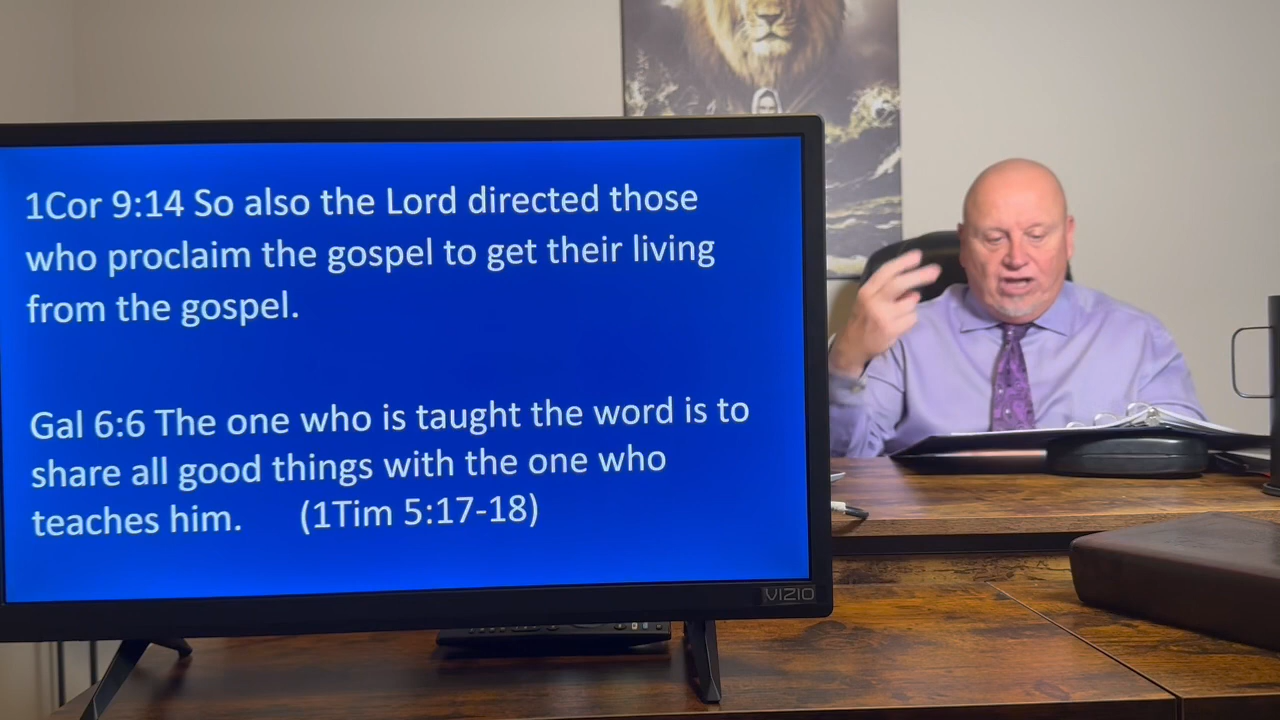 1Cor 9:14 So also the Lord directed those
who proclaim the gospel to get their living
from the gospel.
Gal 6:6 The one who is taught the word is to
share all good things with the one who
teaches him. (1Tim 5:17-18)
VIZIO